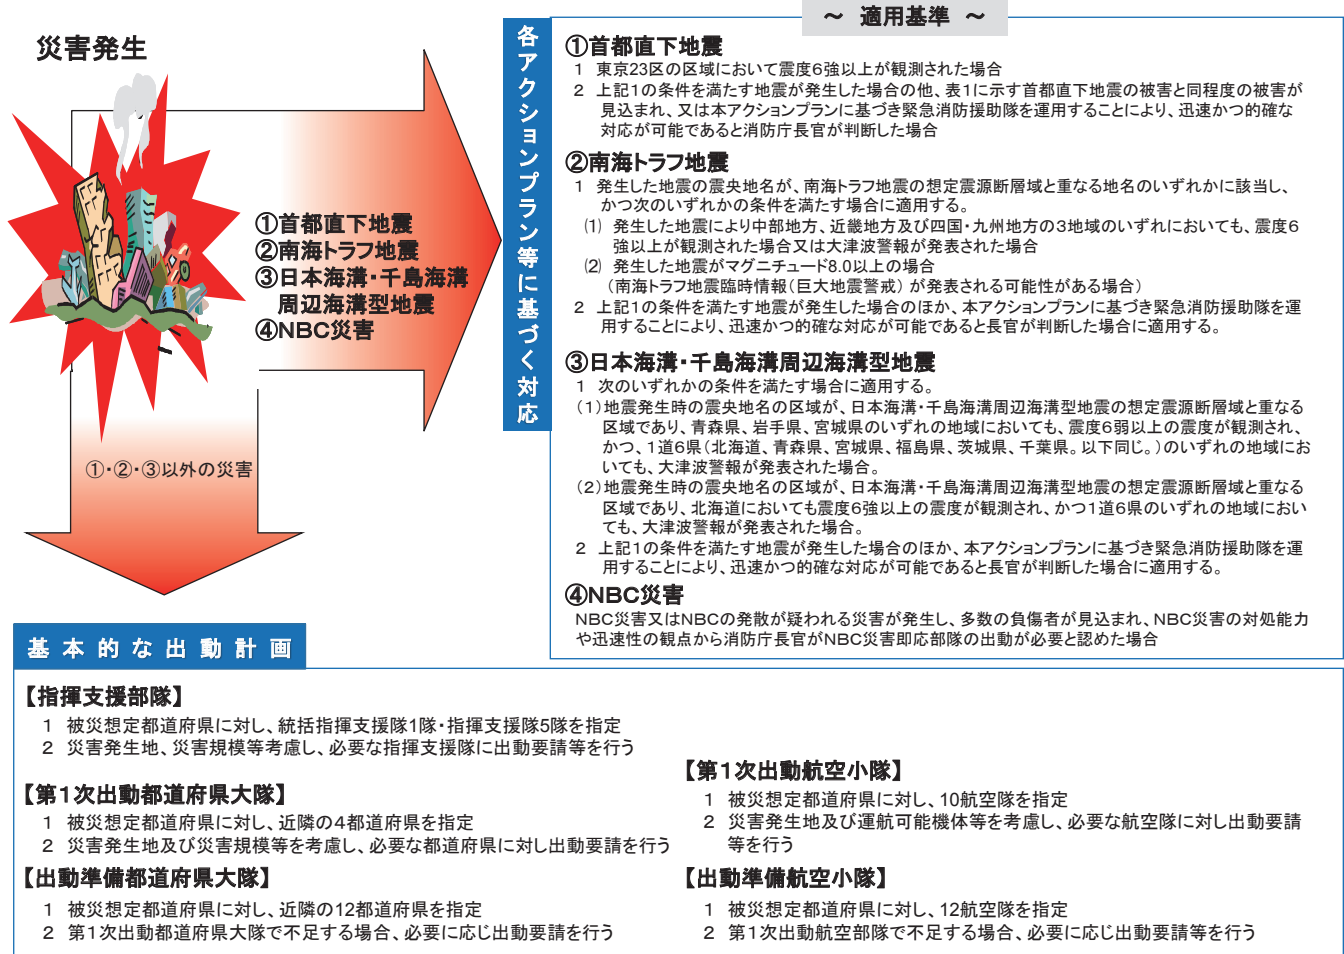 災害発生
①首都直下地震
②南海トラフ地震
③日本海溝・千島海溝
周辺海溝型地震
④NBC災害
①・②・③以外の災害
各アクションプラン等に基づく対応
～ 適用基準 ～
①首都直下地震
1 東京23区の区域において震度6強以上が観測された場合
2 上記1の条件を満たす地震が発生した場合の他、表1に示す首都直下地震の被害と同程度の被害が
見込まれ、又は本アクションプランに基づき緊急消防援助隊を運用することにより、迅速かつ的確な
対応が可能であると消防庁長官が判断した場合
②南海トラフ地震
1 発生した地震の震央地名が、南海トラフ地震の想定震源断層域と重なる地名のいずれかに該当し、
かつ次のいずれかの条件を満たす場合に適用する。
⑴ 発生した地震により中部地方、近畿地方及び四国・九州地方の3地域のいずれにおいても、震度6
強以上が観測された場合又は大津波警報が発表された場合
⑵ 発生した地震がマグニチュード8.0以上の場合
(南海トラフ地震臨時情報(巨大地震警戒) が発表される可能性がある場合)
2 上記1の条件を満たす地震が発生した場合のほか、本アクションプランに基づき緊急消防援助隊を運
用することにより、迅速かつ的確な対応が可能であると長官が判断した場合に適用する。
③日本海溝・千島海溝周辺海溝型地震
1 次のいずれかの条件を満たす場合に適用する。
(1)地震発生時の震央地名の区域が、日本海溝・千島海溝周辺海溝型地震の想定震源断層域と重なる
区域であり、青森県、岩手県、宮城県のいずれの地域においても、震度6弱以上の震度が観測され、
かつ、1道6県(北海道、青森県、宮城県、福島県、茨城県、千葉県。以下同じ。)のいずれの地域にお
いても、大津波警報が発表された場合。
(2)地震発生時の震央地名の区域が、日本海溝・千島海溝周辺海溝型地震の想定震源断層域と重なる
区域であり、北海道においても震度6強以上の震度が観測され、かつ1道6県のいずれの地域におい
ても、大津波警報が発表された場合。
2 上記1の条件を満たす地震が発生した場合のほか、本アクションプランに基づき緊急消防援助隊を運
用することにより、迅速かつ的確な対応が可能であると長官が判断した場合に適用する。
④NBC災害
NBC災害又はNBCの発散が疑われる災害が発生し、多数の負傷者が見込まれ、NBC災害の対処能力
や迅速性の観点から消防庁長官がNBC災害即応部隊の出動が必要と認めた場合
基本的な出動計画
【指揮支援部隊】
1 被災想定都道府県に対し、統括指揮支援隊1隊・指揮支援隊5隊を指定
2 災害発生地、災害規模等考慮し、必要な指揮支援隊に出動要請等を行う
【第1次出動都道府県大隊】
1 被災想定都道府県に対し、近隣の4都道府県を指定
2 災害発生地及び災害規模等を考慮し、必要な都道府県に対し出動要請を行う
【出動準備都道府県大隊】
1 被災想定都道府県に対し、近隣の12都道府県を指定
2 第1次出動都道府県大隊で不足する場合、必要に応じ出動要請を行う
【第1次出動航空小隊】
1 被災想定都道府県に対し、10航空隊を指定
2 災害発生地及び運航可能機体等を考慮し、必要な航空隊に対し出動要請
等を行う
【出動準備航空小隊】
1 被災想定都道府県に対し、12航空隊を指定
2 第1次出動航空部隊で不足する場合、必要に応じ出動要請等を行う